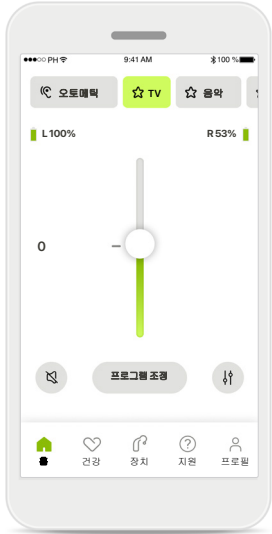 PH 9:41 AM 100 %
오토매틱 TV 음악
L 100% R 53%
0
프로그램 조정
홈 건강 장치 지원 프로필